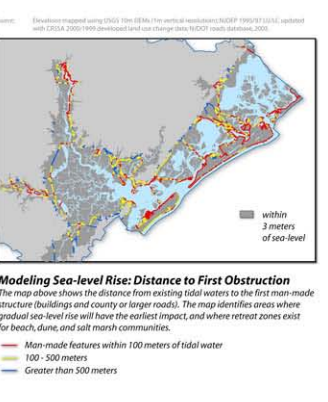 Elevations mapped using USGS 10m DEMs (1m vertical resolution); NJDEP 1995/97 LU/LC updated
with CRSSA 2000/1999 developed land use change data; NJDOT roads database, 2005.
within
3 meters
of sea-level
Modeling Sea-level Rise: Distance to First Obstruction
The map above shows the distance from existing tidal waters to the first man-made
structure (buildings and county or larger roads). The map identifies areas where
gradual sea-level rise will have the earliest impact, and where retreat zones exist
for beach, dune, and salt marsh communities.
Man-made features within 100 meters of tidal water
100 - 500 meters
Greater than 500 meters